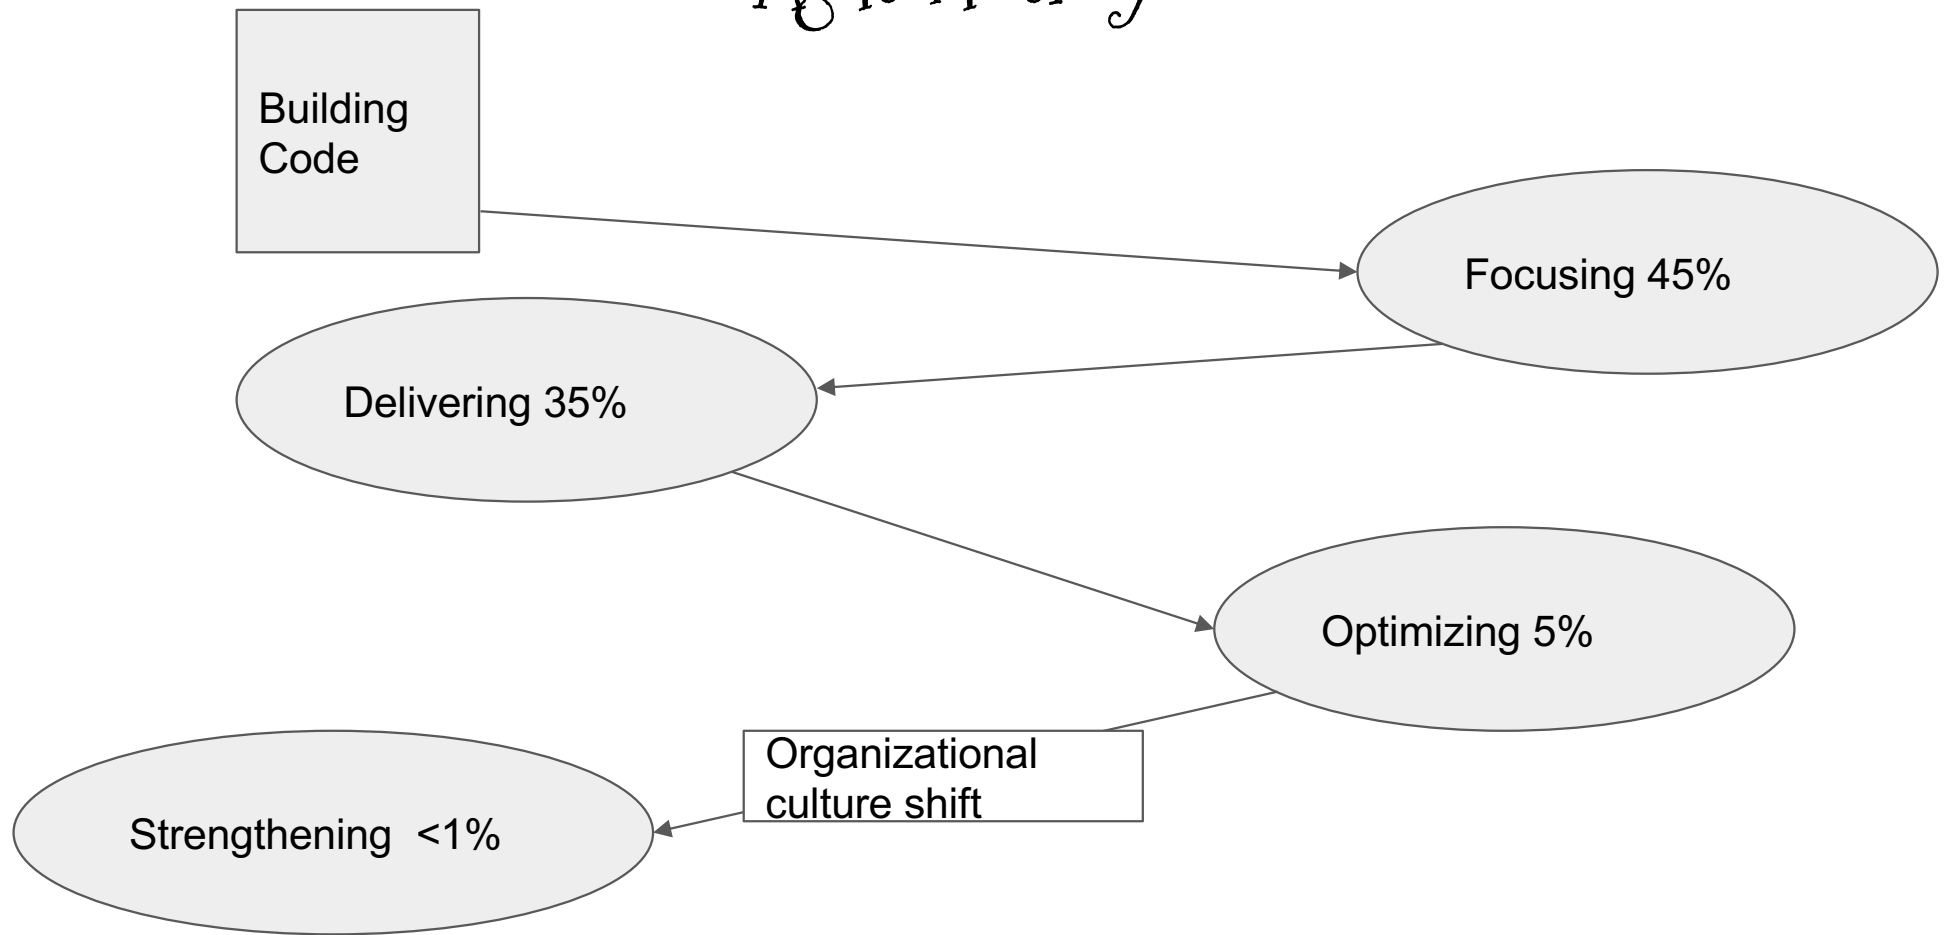 Building
Code
Focusing 45%
Delivering 35%
Optimizing 5%
Organizational
culture shift
Strengthening <1%